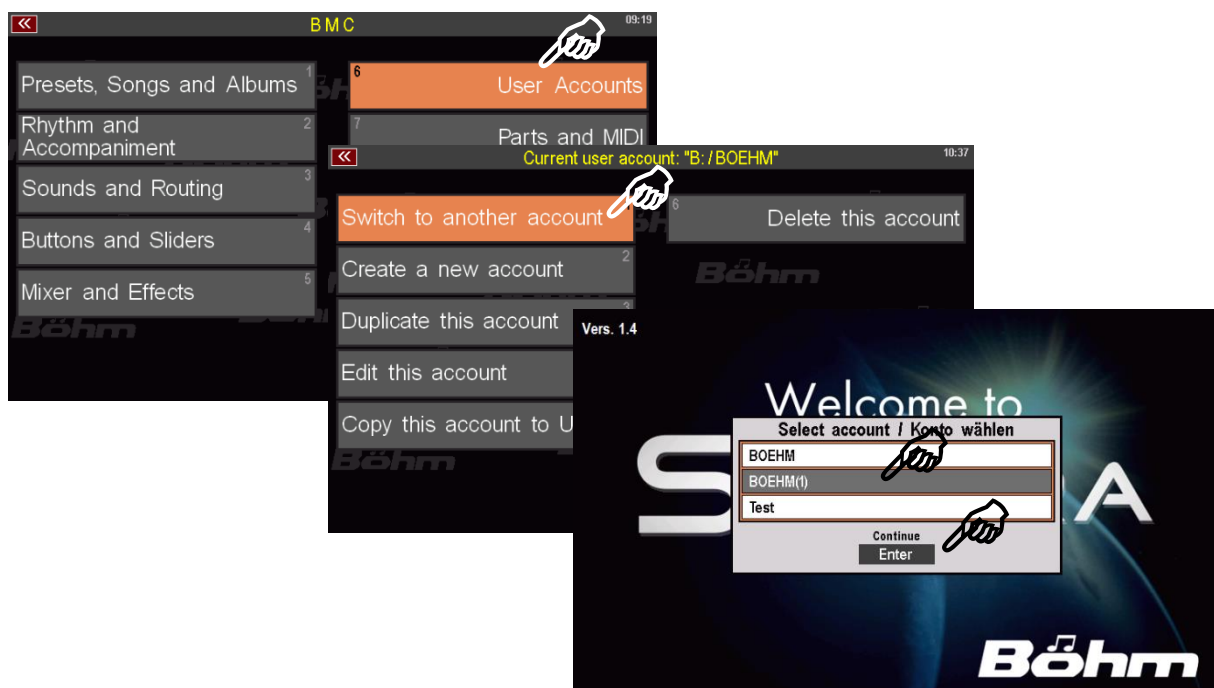 BMC
09:19
Presets, Songs and Albums
1
6
User Accounts
Rhythm and
Accompaniment
2
7
Parts and MIDI
Sounds and Routing
3
Buttons and Sliders
4
Mixer and Effects
5
Böhm
Current user account: "B: / BOEHM"
10:37
Switch to another account
6
Delete this account
Create a new account
2
Böhm
Duplicate this account
3
Edit this account
Copy this account to U
Böhm
Vers. 1.4
Welcome to
S
A
Select account / Konto wählen
BOEHM
BOEHM(1)
Test
Continue
Enter
Böhm